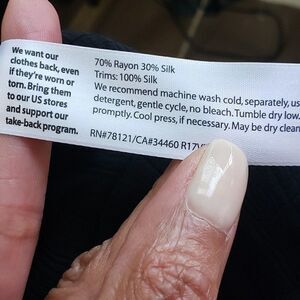 We want our
clothes back, even
if they're worn or
torn. Bring them
to our US stores
and support our
take-back program.
70% Rayon 30% Silk
Trims: 100% Silk
We recommend machine wash cold, separately, us
detergent, gentle cycle, no bleach. Tumble dry low.
promptly. Cool press, if necessary. May be dry clean
RN#78121/CA#34460 R17